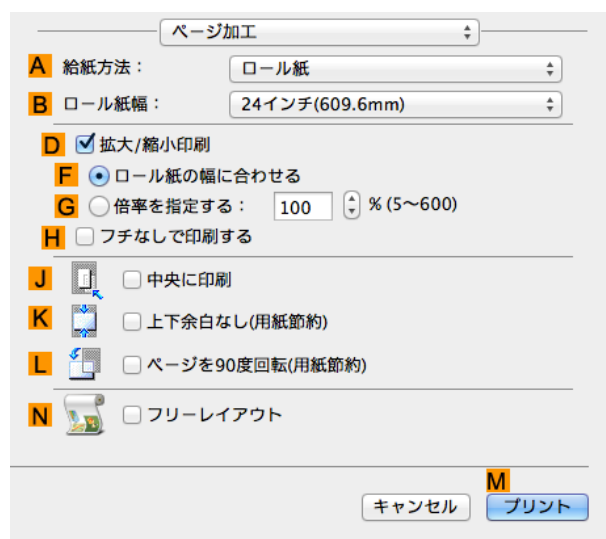 ページ加工
A 給紙方法： ロール紙
B ロール紙幅： 24インチ(609.6mm)
D 拡大/縮小印刷
F ロール紙の幅に合わせる
G 倍率を指定する： 100 % (5〜600)
H フチなしで印刷する
J 中央に印刷
K 上下余白なし(用紙節約)
L ページを90度回転(用紙節約)
N フリーレイアウト
M
キャンセル プリント